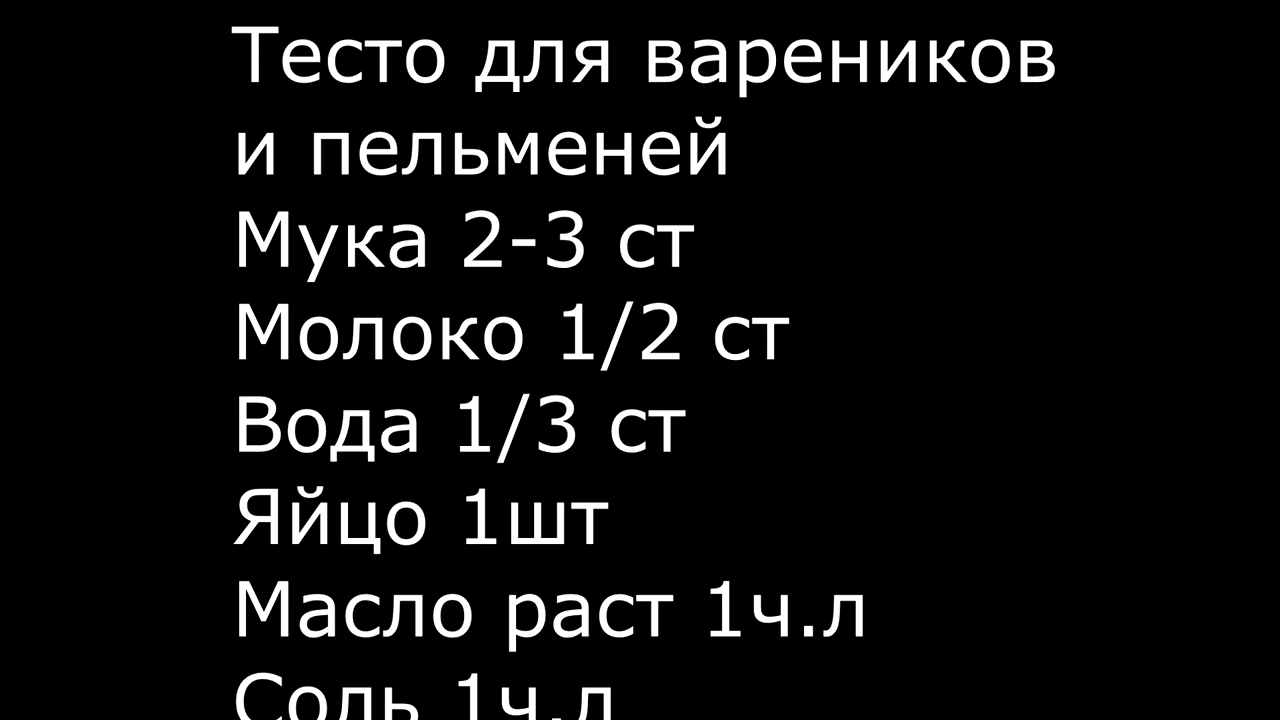 Тесто для вареников
и пельменей
Мука 2-3 ст
Молоко 1/2 ст
Вода 1/3 ст
Яйцо 1шт
Масло раст 1ч.л
Соль 1ч.л